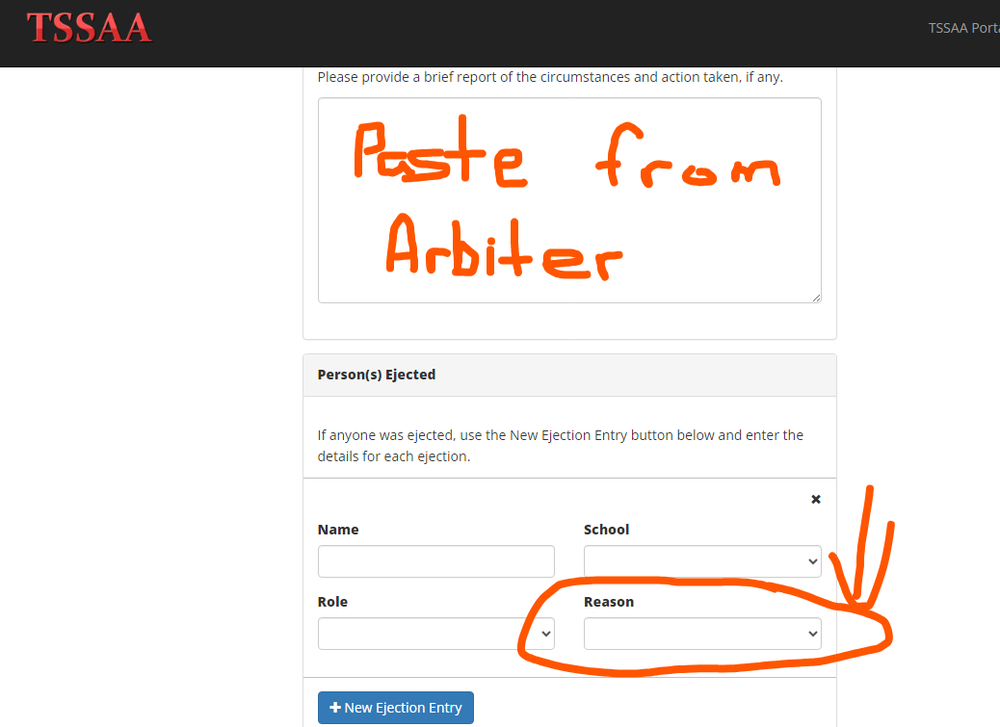 TSSAA
TSSAA Porta
Please provide a brief report of the circumstances and action taken, if any.
Paste from
Arbiter
Person(s) Ejected
If anyone was ejected, use the New Ejection Entry button below and enter the
details for each ejection.
Name School
Role Reason
New Ejection Entry